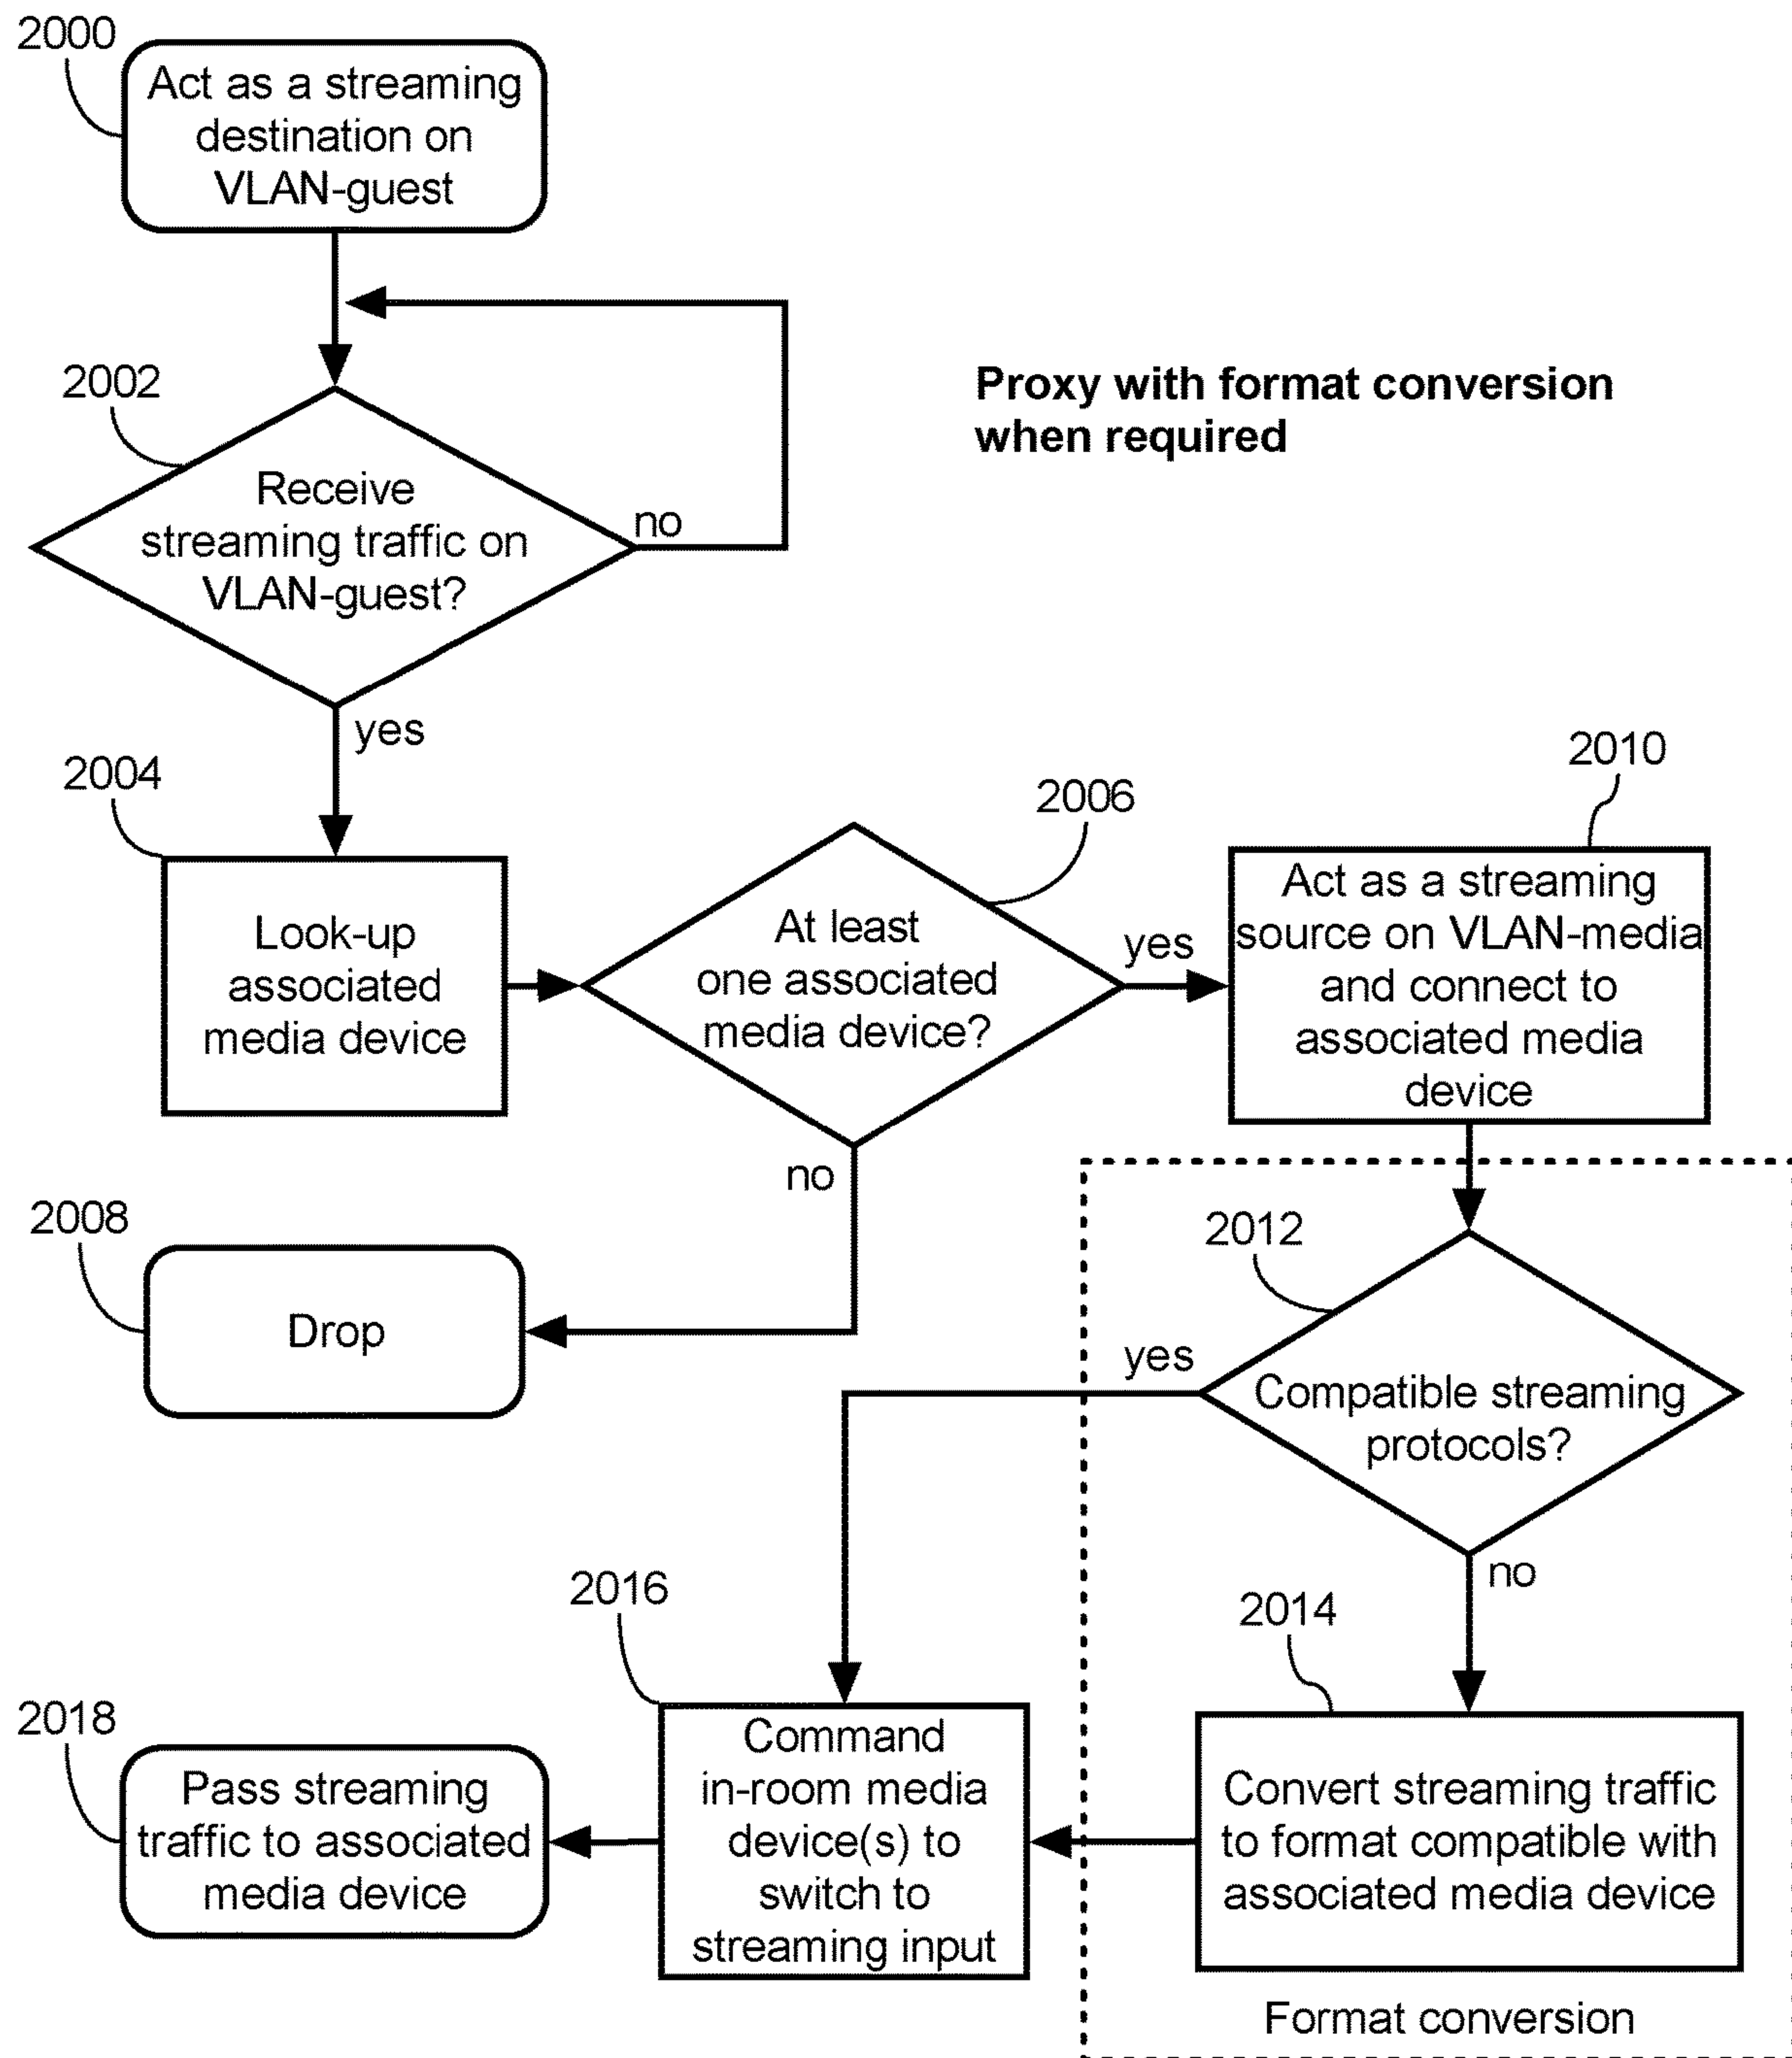 2000
Act as a streaming
destination on
VLAN-guest
2002
Receive
streaming traffic on
VLAN-guest?
no
yes
Proxy with format conversion
when required
2004
Look-up
associated
media device
2006
At least
one associated
media device?
yes
no
2010
Act as a streaming
source on VLAN-media
and connect to
associated media
device
2008
Drop
2012
Compatible streaming
protocols?
yes
no
2014
Convert streaming traffic
to format compatible with
associated media device
Format conversion
2016
Command
in-room media
device(s) to
switch to
streaming input
2018
Pass streaming
traffic to associated
media device